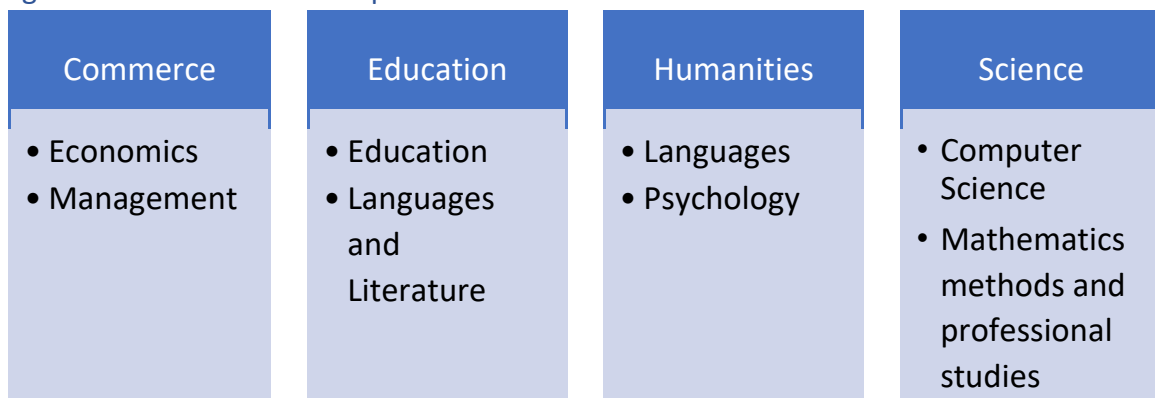 Commerce
• Economics
• Management
Education
• Education
• Languages
and
Literature
Humanities
• Languages
• Psychology
Science
• Computer
Science
• Mathematics
methods and
professional
studies